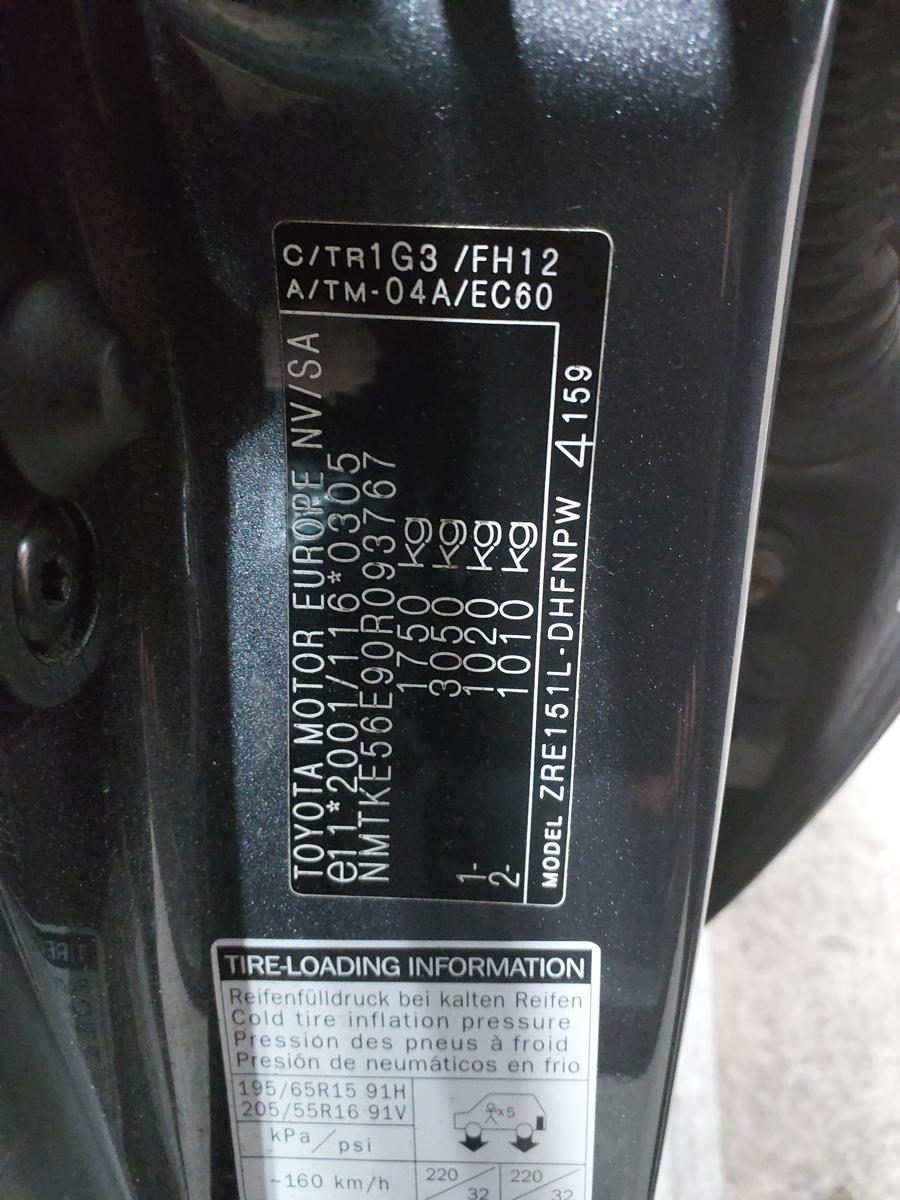 C/TR1G3 /FH12
A/TM-04A/EC60
TOYOTA MOTOR EUROPE NV/SA
e11*2001/116*0305
NMTKE56E90R093767
1750 kg
3050 kg
1- 1020 kg
2- 1010 kg
MODEL ZRE151L-DHFNPW 4159
TIRE-LOADING INFORMATION
Reifenfülldruck bei kalten Reifen
Cold tire inflation pressure
Pression des pneus à froid
Presión de neumáticos en frio
195/65R15 91H
205/55R16 91V
x5
kPa/psi
~160 km/h
220/32 220/32